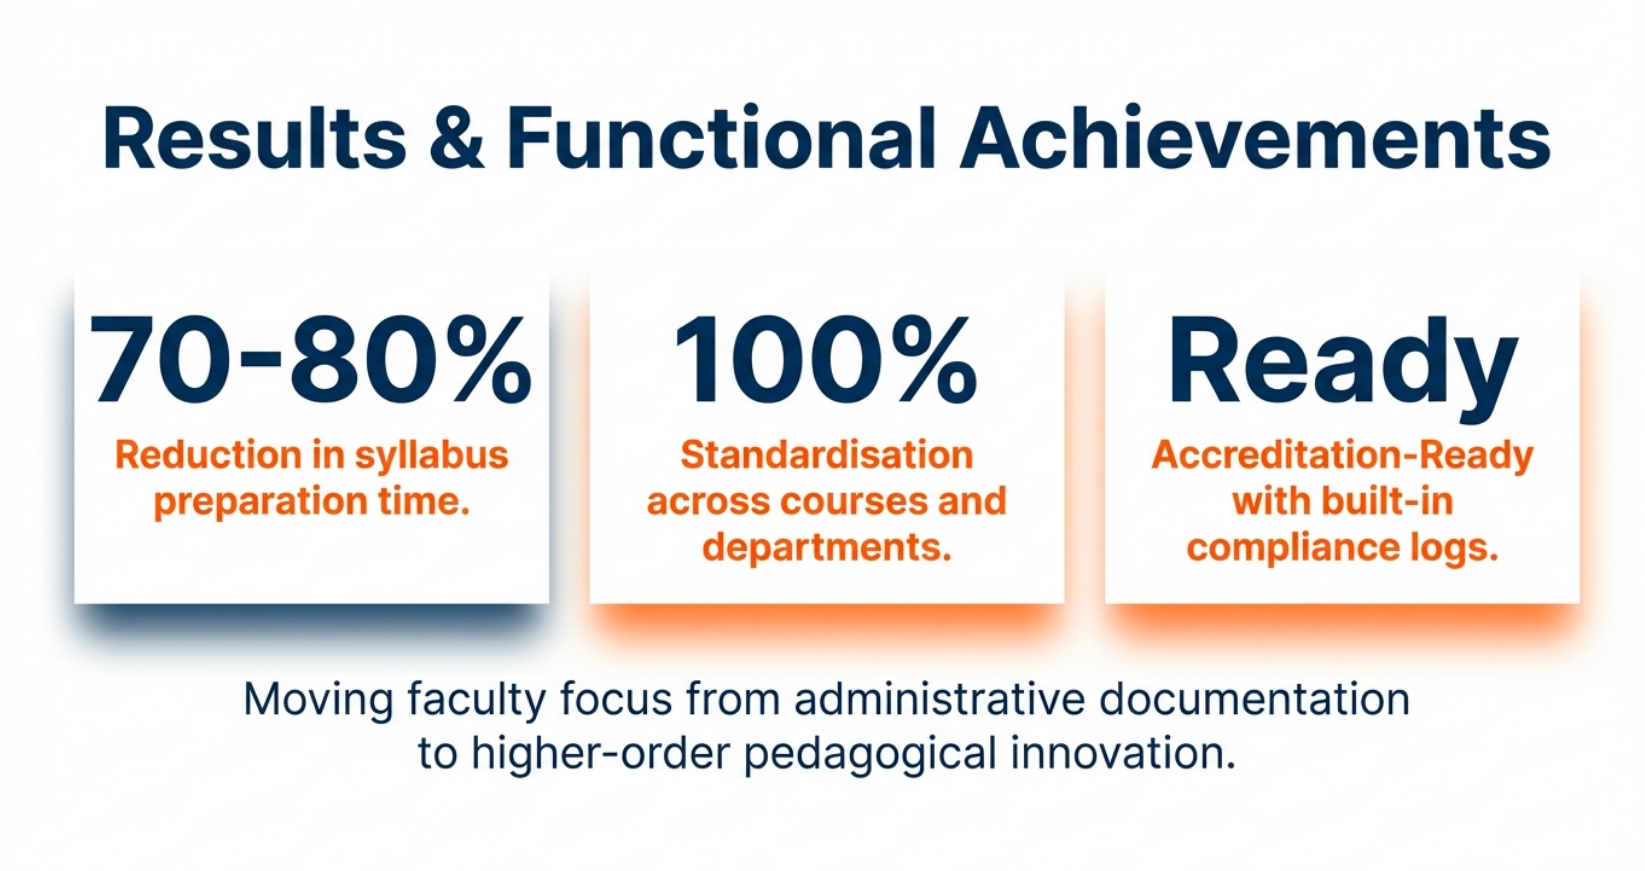 Results & Functional Achievements
70-80%
Reduction in syllabus
preparation time.
100%
Standardisation
across courses and
departments.
Ready
Accreditation-Ready
with built-in
compliance logs.
Moving faculty focus from administrative documentation
to higher-order pedagogical innovation.